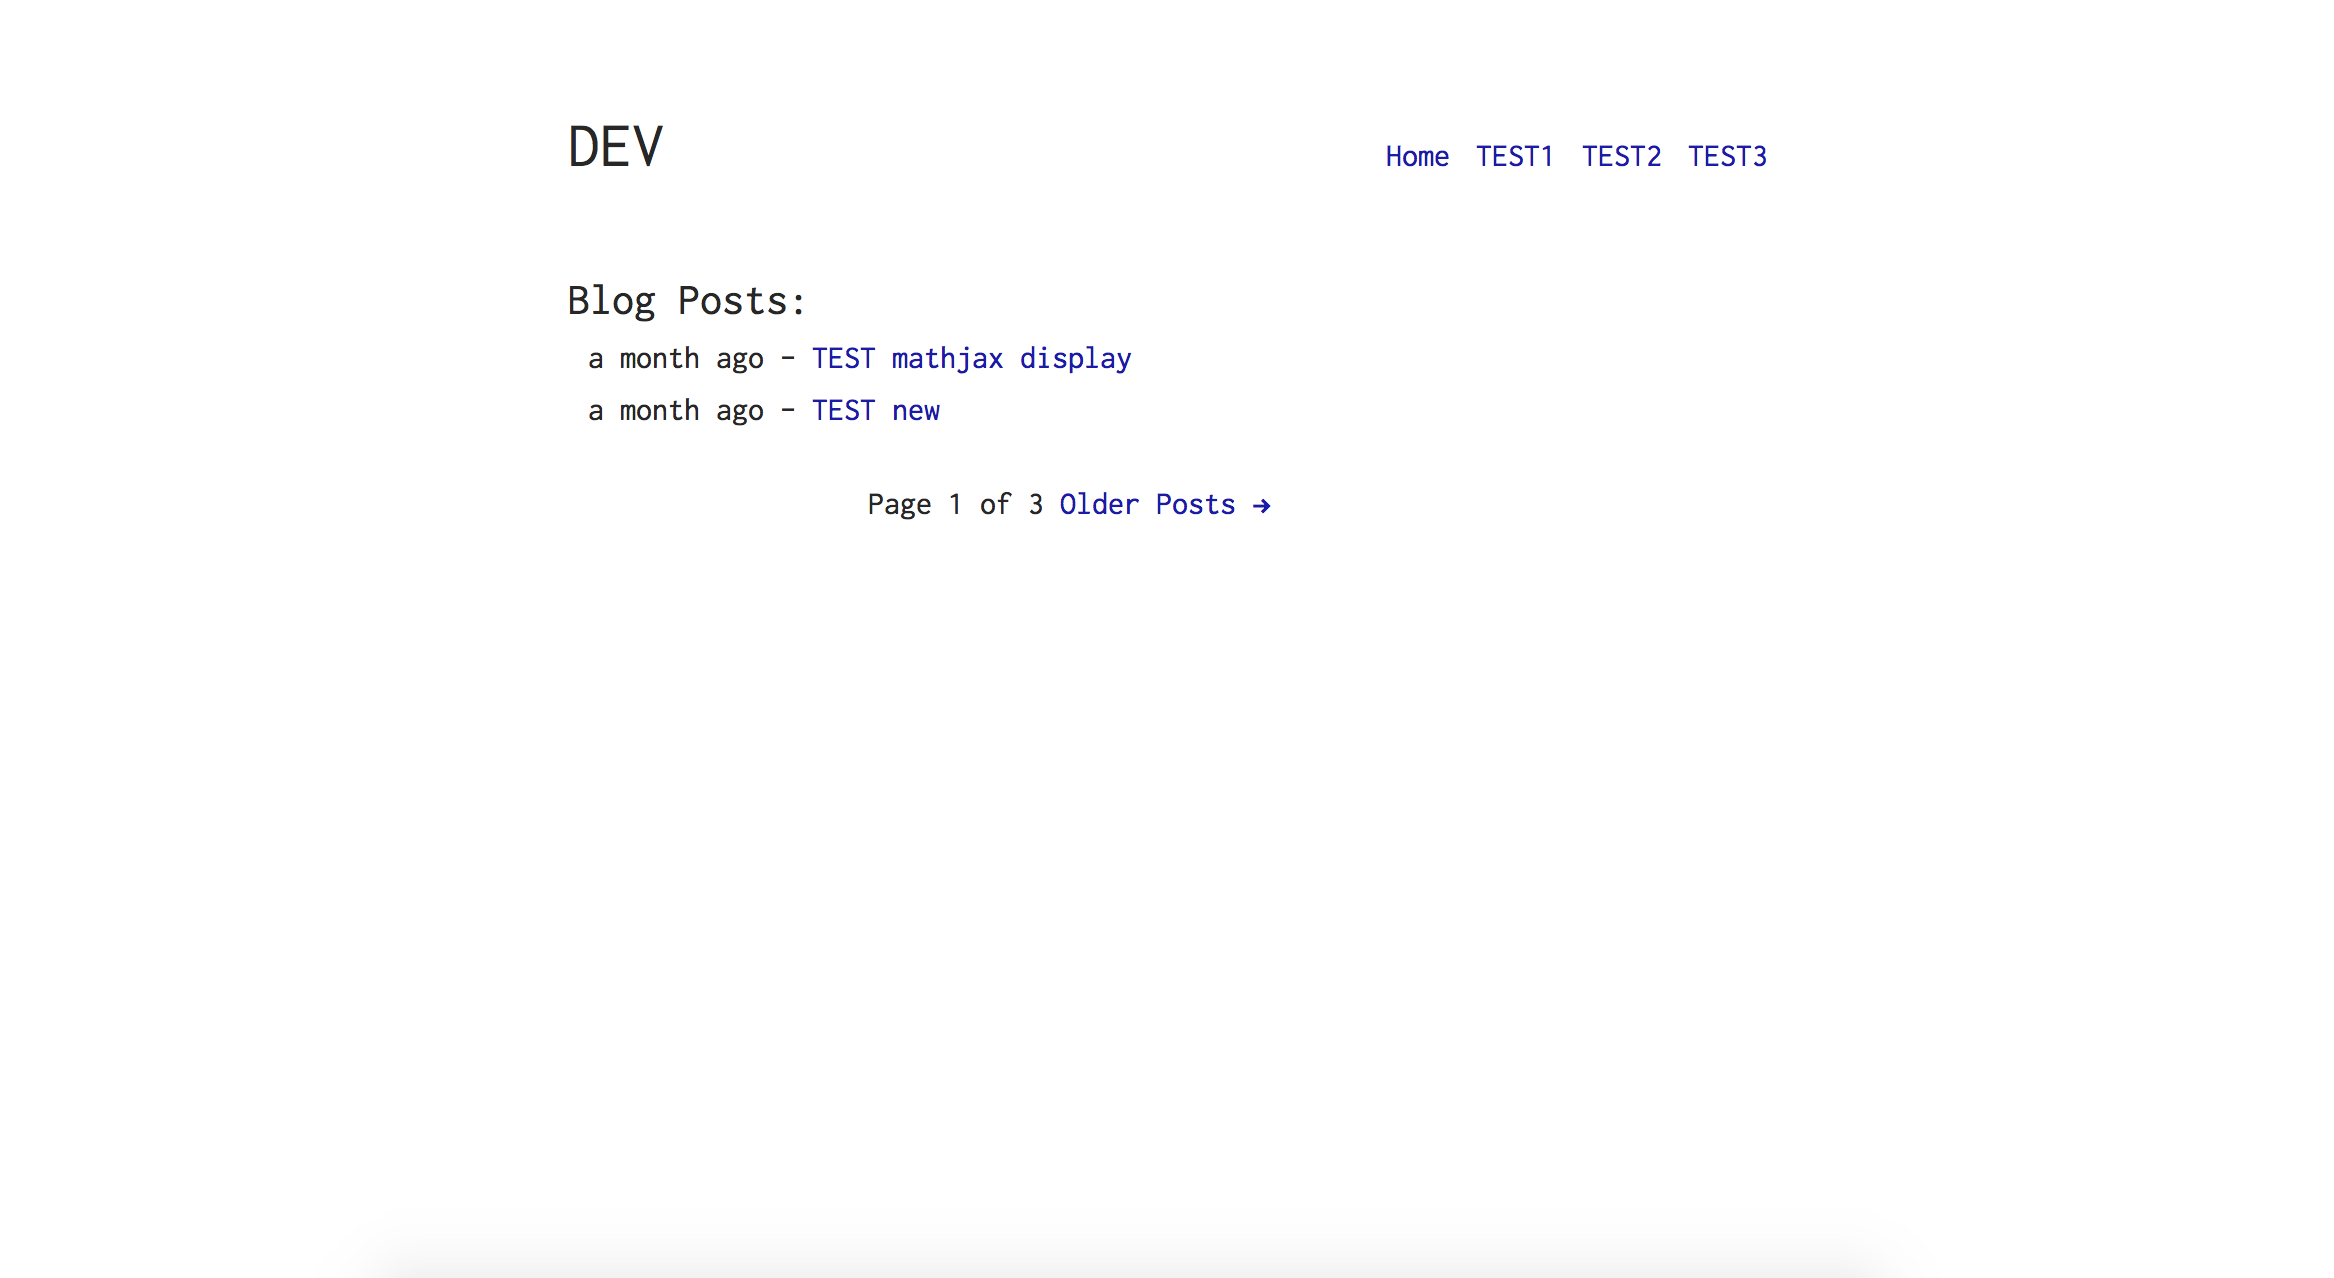 DEV
Home TEST1 TEST2 TEST3
Blog Posts:
a month ago – TEST mathjax display
a month ago – TEST new
Page 1 of 3 Older Posts →